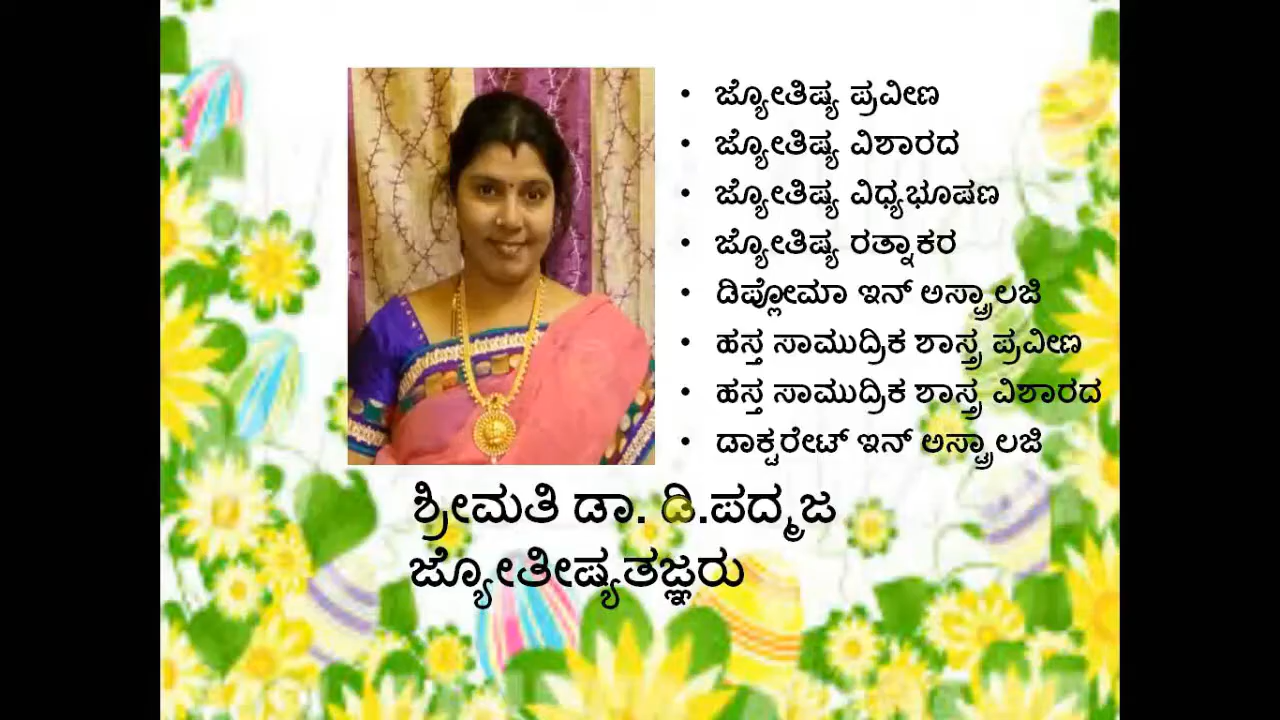 • ಜ್ಯೋತಿಷ್ಯ ಪ್ರವೀಣ
• ಜ್ಯೋತಿಷ್ಯ ವಿಶಾರದ
• ಜ್ಯೋತಿಷ್ಯ ವಿಧ್ಯಭೂಷಣ
• ಜ್ಯೋತಿಷ್ಯ ರತ್ನಾಕರ
• ಡಿಪ್ಲೋಮಾ ಇನ್ ಅಸ್ಟ್ರಾಲಜಿ
• ಹಸ್ತ ಸಾಮುದ್ರಿಕ ಶಾಸ್ತ್ರ ಪ್ರವೀಣ
• ಹಸ್ತ ಸಾಮುದ್ರಿಕ ಶಾಸ್ತ್ರ ವಿಶಾರದ
• ಡಾಕ್ಟರೇಟ್ ಇನ್ ಅಸ್ಟ್ರಾಲಜಿ
ಶ್ರೀಮತಿ ಡಾ. ಡಿ.ಪದ್ಮಜ
ಜ್ಯೋತೀಷ್ಯತಜ್ಞರು